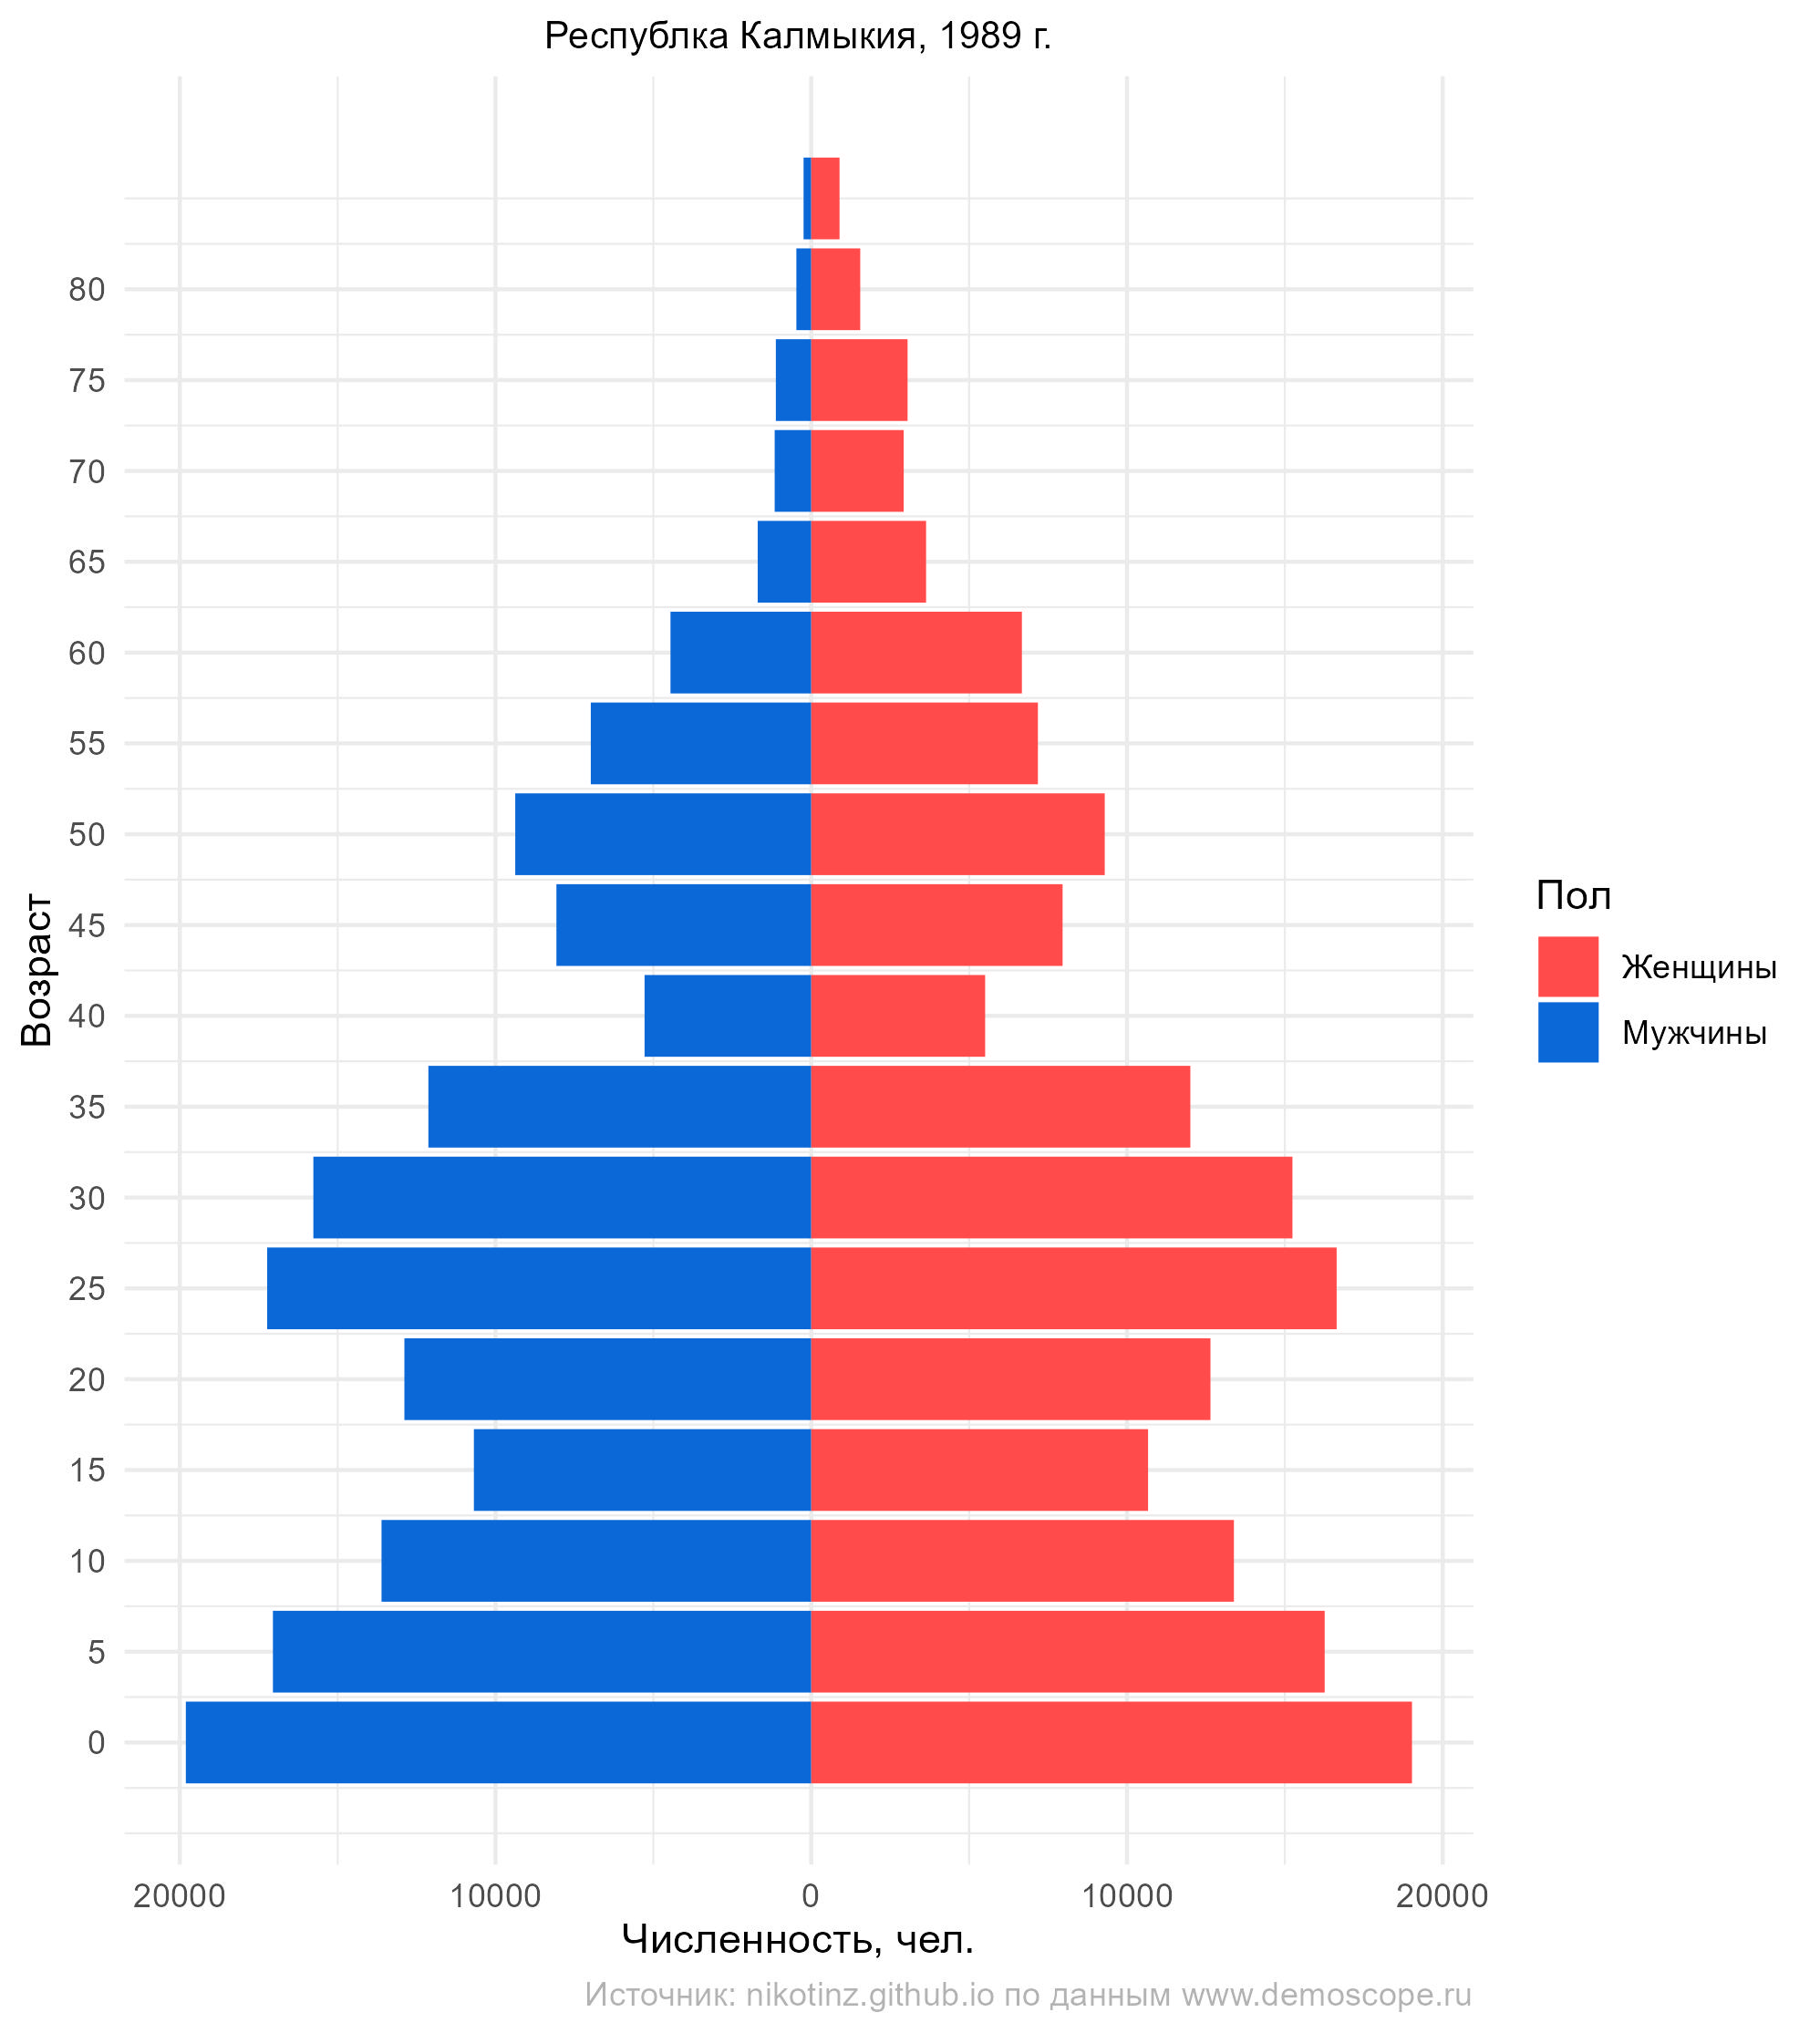 Республка Калмыкия, 1989 г.
80
75
70
65
60
55
50
45
40
35
30
25
20
15
10
5
0
Возраст
20000 10000 0 10000 20000
Численность, чел.
Пол
Женщины
Мужчины
Источник: nikotinz.github.io по данным www.demoscope.ru